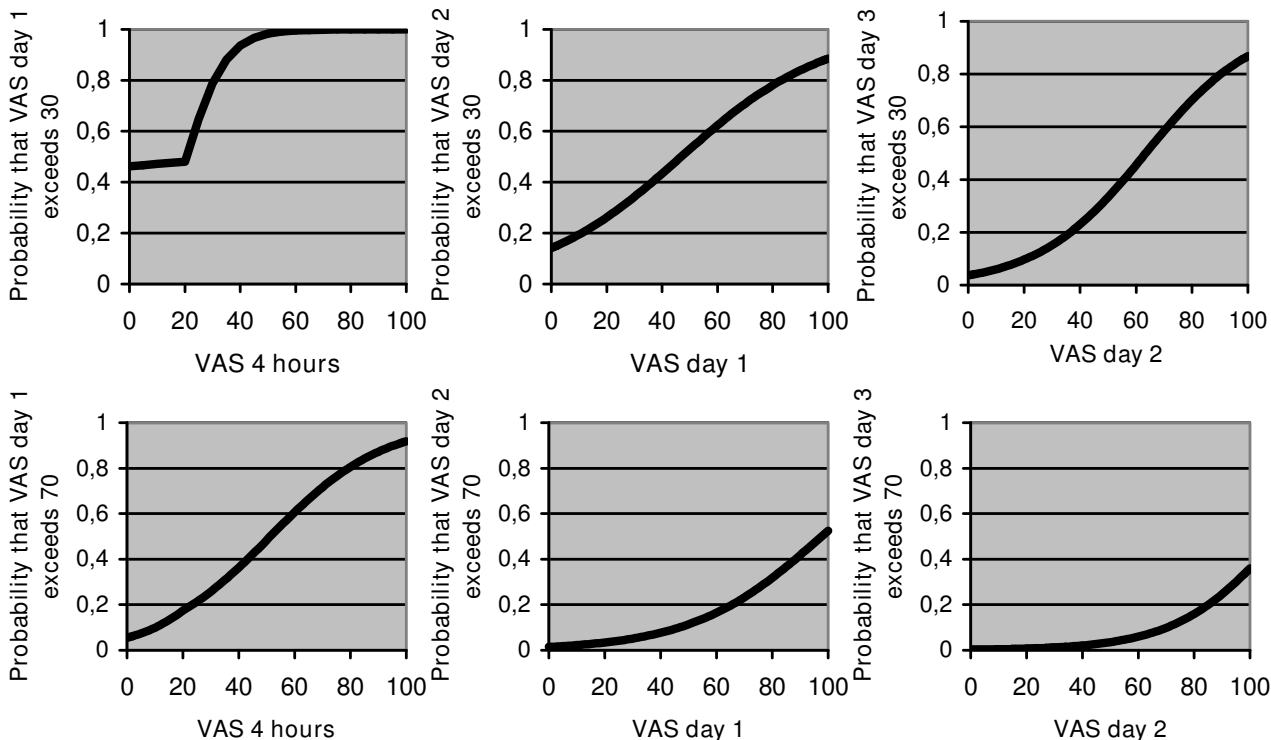 Probability that VAS day 1
exceeds 30
1
0,8
0,6
0,4
0,2
0
0 20 40 60 80 100
VAS 4 hours
Probability that VAS day 2
exceeds 30
1
0,8
0,6
0,4
0,2
0
0 20 40 60 80 100
VAS day 1
Probability that VAS day 3
exceeds 30
1
0,8
0,6
0,4
0,2
0
0 20 40 60 80 100
VAS day 2
Probability that VAS day 1
exceeds 70
1
0,8
0,6
0,4
0,2
0
0 20 40 60 80 100
VAS 4 hours
Probability that VAS day 2
exceeds 70
1
0,8
0,6
0,4
0,2
0
0 20 40 60 80 100
VAS day 1
Probability that VAS day 3
exceeds 70
1
0,8
0,6
0,4
0,2
0
0 20 40 60 80 100
VAS day 2